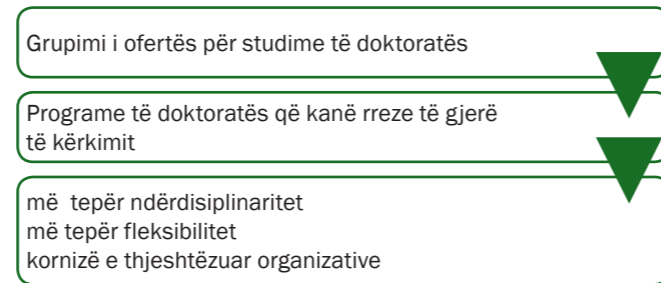 Grupimi i ofertës për studime të doktoratës
Programe të doktoratës që kanë rreze të gjerë
të kërkimit
më  tepër ndërdisiplinaritet
më tepër fleksibilitet
kornizë e thjeshtëzuar organizative